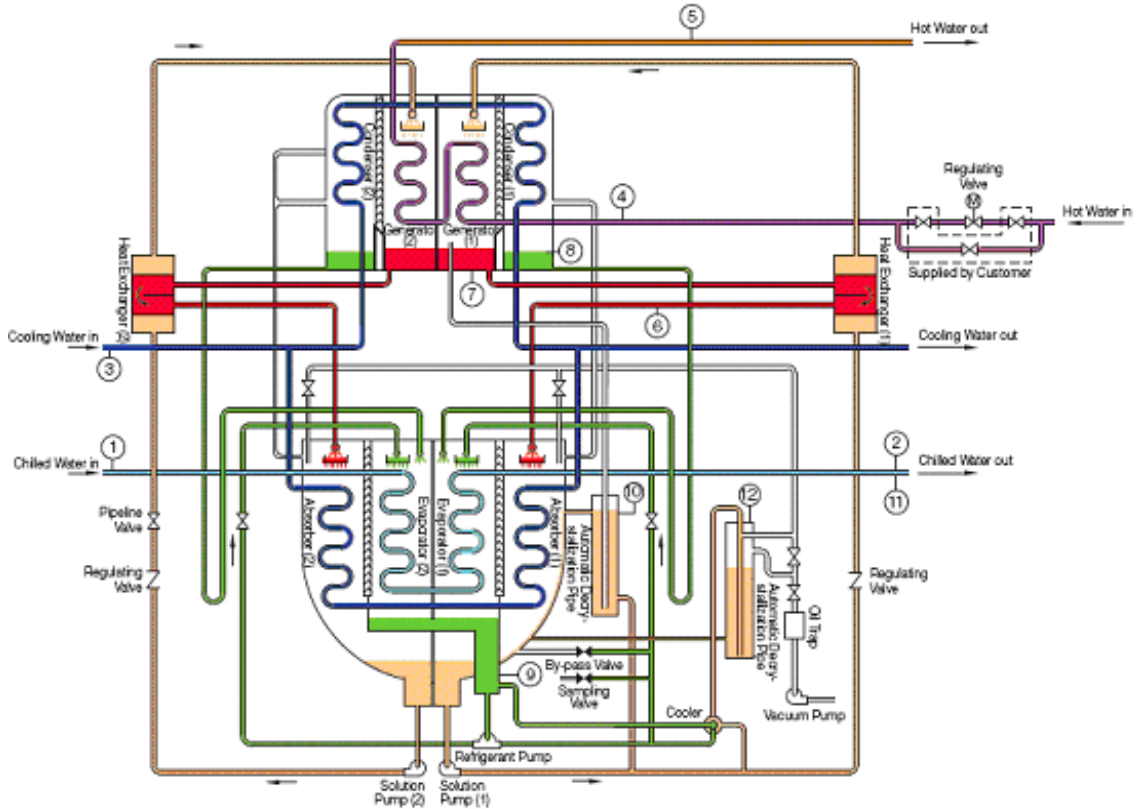 5
Hot Water out
Condenser (2)
Condenser (1)
Generator (2)
Generator (1)
4
Regulating
Valve
M
Hot Water in
Supplied by Customer
8
7
6
Heat Exchanger (2)
Heat Exchanger (1)
Cooling Water in
3
Cooling Water out
1
Chilled Water in
2
Chilled Water out
11
Absorber (2)
Evaporator (2)
Evaporator (1)
Absorber (1)
10
Automatic Decry-
stalization Pipe
12
Automatic Decry-
stalization Pipe
Oil Trap
Pipeline
Valve
Regulating
Valve
Regulating
Valve
By-pass Valve
9
Sampling
Valve
Cooler
Vacuum Pump
Refrigerant Pump
Solution
Pump (2)
Solution
Pump (1)